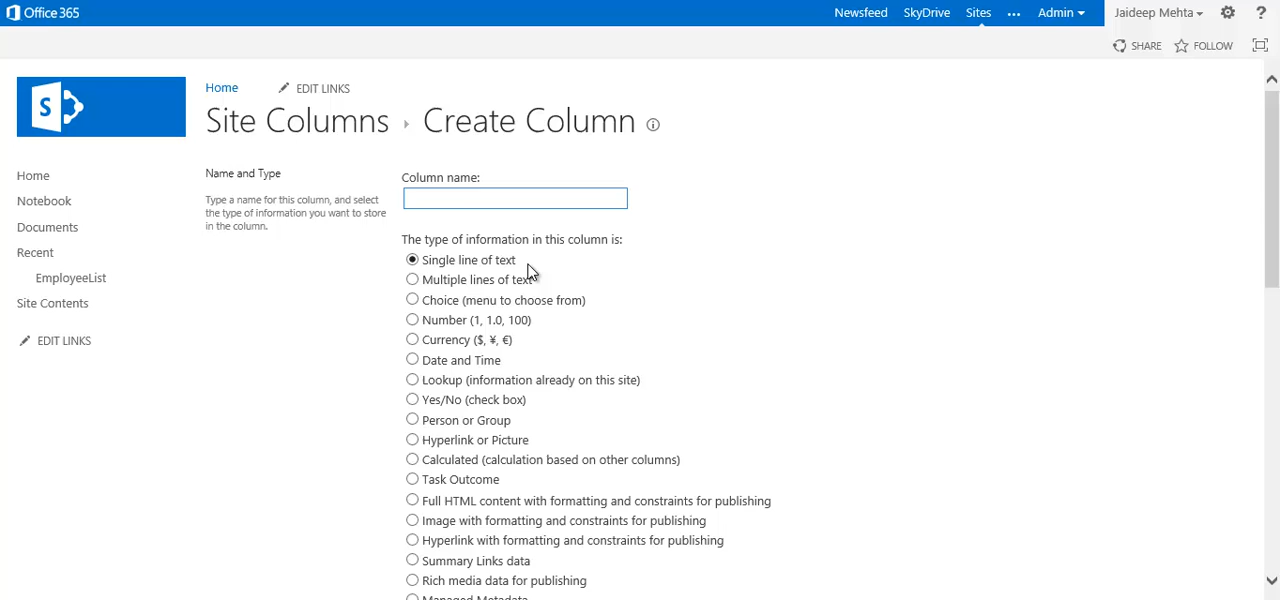 Office 365
Newsfeed SkyDrive Sites ... Admin Jaideep Mehta ?
SHARE FOLLOW
S
Home EDIT LINKS
Site Columns Create Column
Home
Notebook
Documents
Recent
EmployeeList
Site Contents
EDIT LINKS
Name and Type
Type a name for this column, and select
the type of information you want to store
in the column.
Column name:
The type of information in this column is:
Single line of text
Multiple lines of text
Choice (menu to choose from)
Number (1, 1.0, 100)
Currency ($, ¥, €)
Date and Time
Lookup (information already on this site)
Yes/No (check box)
Person or Group
Hyperlink or Picture
Calculated (calculation based on other columns)
Task Outcome
Full HTML content with formatting and constraints for publishing
Image with formatting and constraints for publishing
Hyperlink with formatting and constraints for publishing
Summary Links data
Rich media data for publishing
Managed Metadata